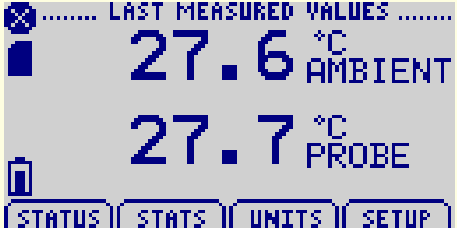 ........ LAST MEASURED VALUES ........
27.6 °C
AMBIENT
27.7 °C
PROBE
STATUS STATS UNITS SETUP